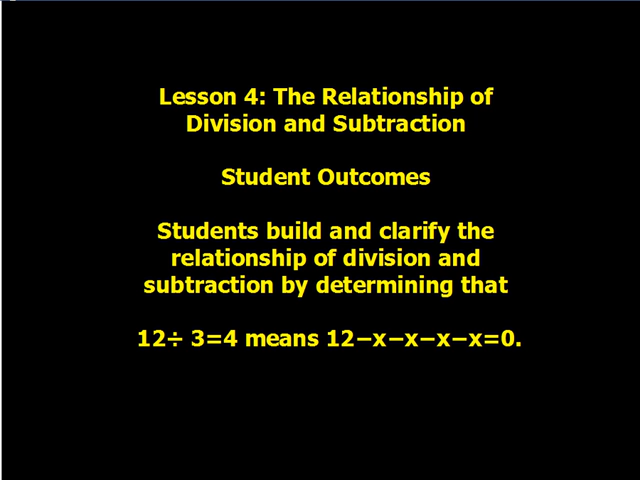 Lesson 4: The Relationship of
Division and Subtraction
Student Outcomes
Students build and clarify the
relationship of division and
subtraction by determining that
12÷ 3=4 means 12−x−x−x−x=0.